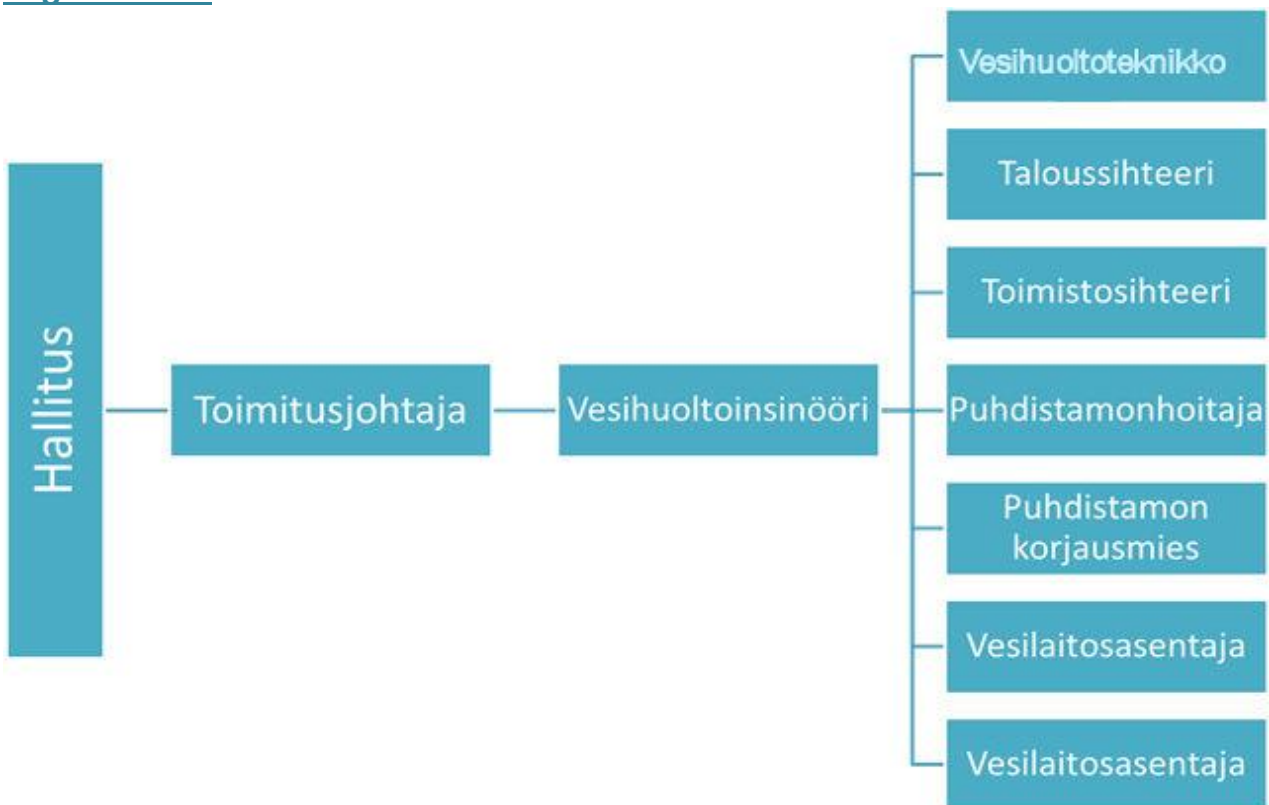 Hallitus
Toimitusjohtaja
Vesihuoltoinsinööri
Vesihuoltoteknikko
Taloussihteeri
Toimistosihteeri
Puhdistamonhoitaja
Puhdistamon
korjausmies
Vesilaitosasentaja
Vesilaitosasentaja